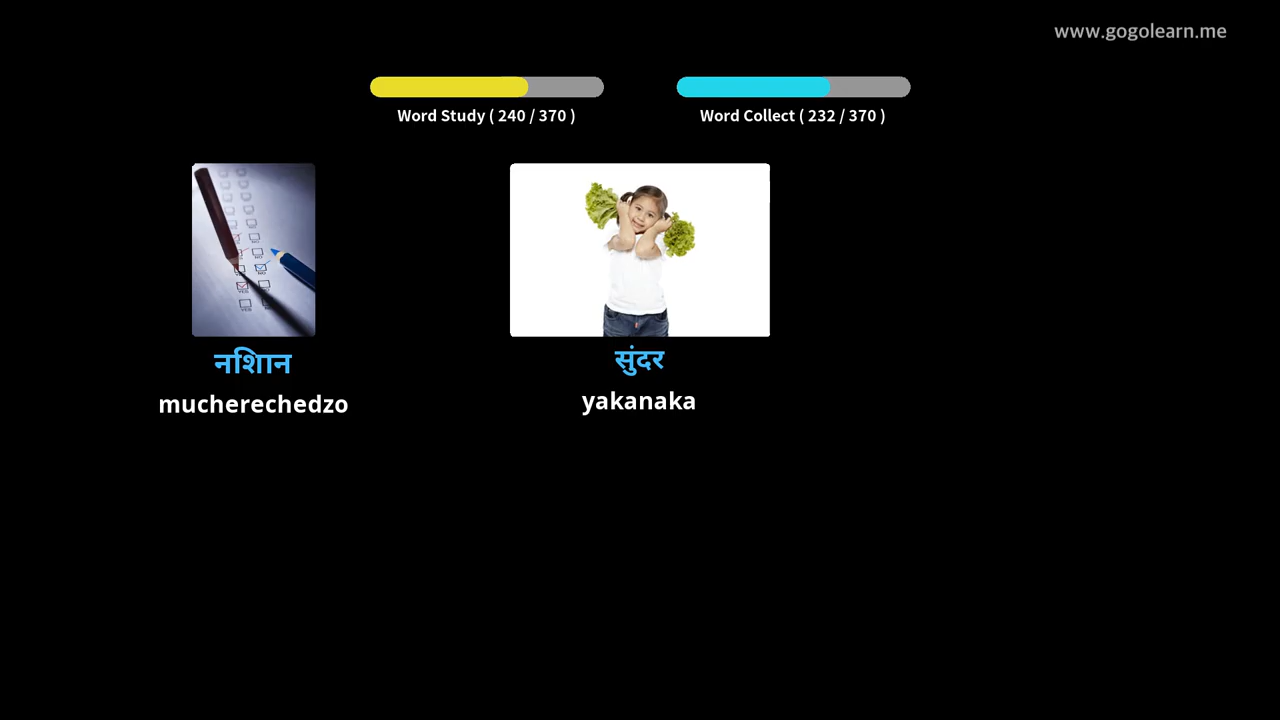 www.gogolearn.me
Word Study ( 240 / 370 )
Word Collect ( 232 / 370 )
नशिान
mucherechedzo
सुंदर
yakanaka